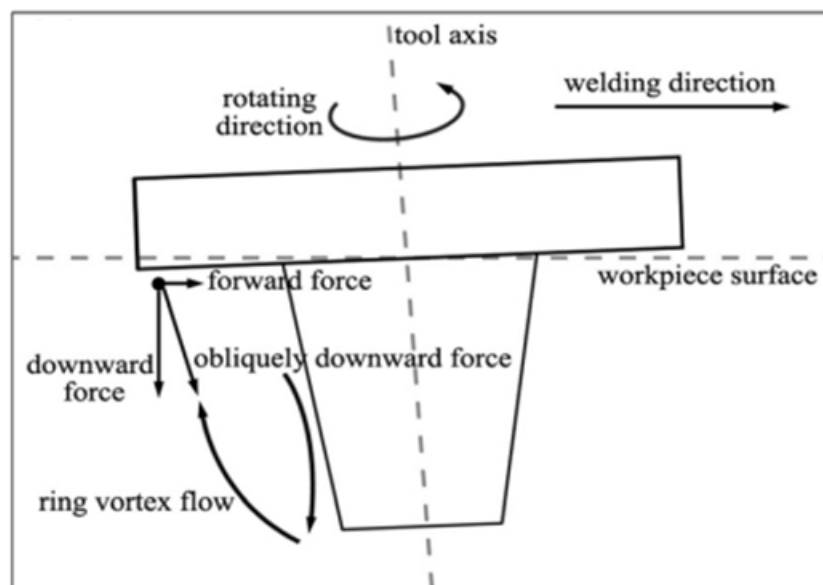 tool axis
welding direction
rotating
direction
workpiece surface
forward force
obliquely downward force
downward
force
ring vortex flow